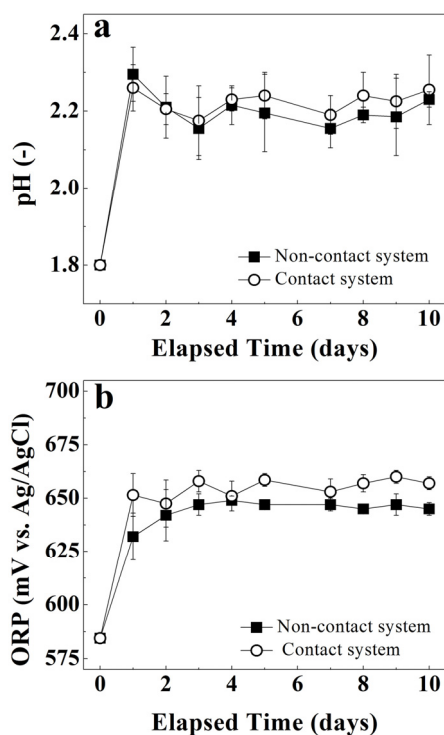 a
2.4
2.2
2.0
1.8
pH (-)
Non-contact system
Contact system
0 2 4 6 8 10
Elapsed Time (days)
b
700
675
650
625
600
575
ORP (mV vs. Ag/AgCl)
Non-contact system
Contact system
0 2 4 6 8 10
Elapsed Time (days)